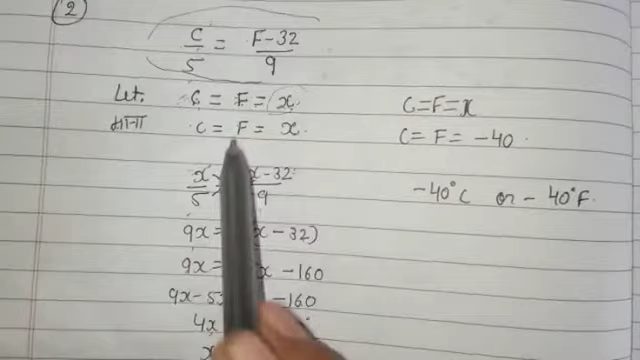 2
C/5 = F-32/9
Let, C = F = x.
माना C = F = x.
x/5 x-32/9
9x = x - 32)
9x = x - 160
9x - 5 - 160
4x
x
C = F = x
C = F = -40.
-40°C or -40°F.